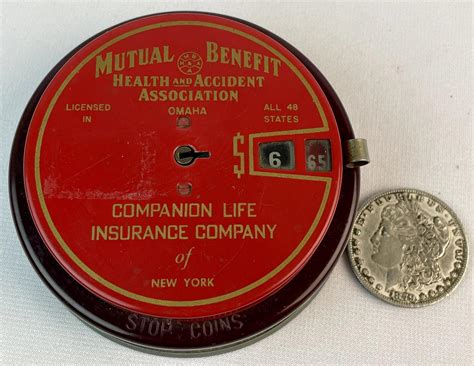 MUTUAL BENEFIT
HEALTH AND ACCIDENT
ASSOCIATION
LICENSED
IN
OMAHA
ALL 48
STATES
$ 6 65
COMPANION LIFE
INSURANCE COMPANY
of
NEW YORK
STOP COINS